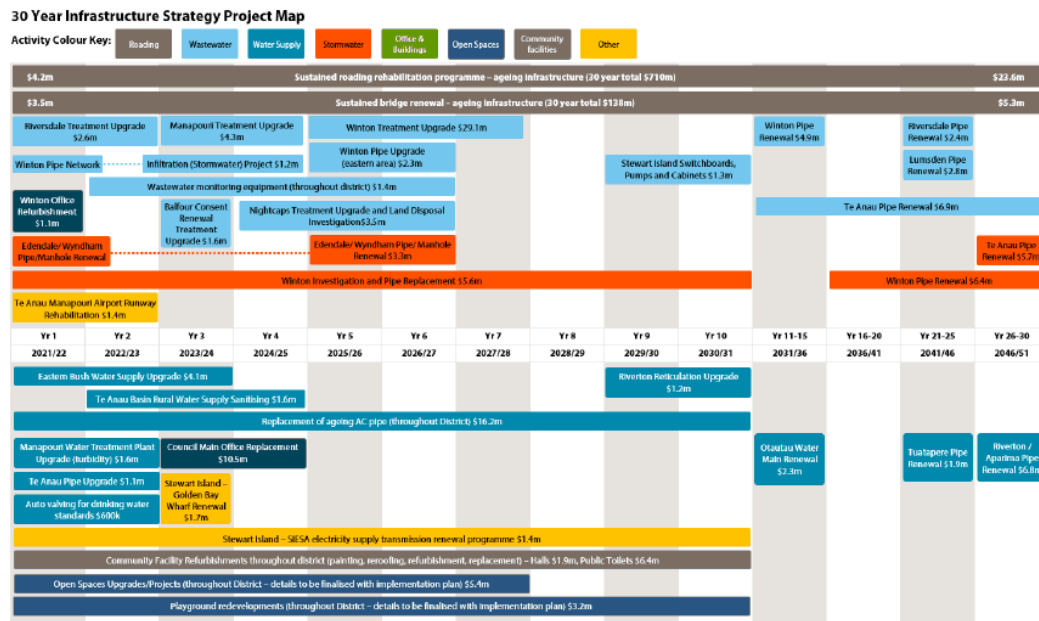 30 Year Infrastructure Strategy Project Map
Activity Colour Key:
Roading
Wastewater
Water Supply
Stormwater
Office &
Buildings
Open Spaces
Community
facilities
Other
$4.2m
Sustained roading rehabilitation programme – ageing infrastructure (30 year total $710m)
$23.6m
$3.5m
Sustained bridge renewal – ageing infrastructure (30 year total $138m)
$5.3m
Riversdale Treatment Upgrade
$2.6m
Manapouri Treatment Upgrade
$4.3m
Winton Treatment Upgrade $29.1m
Winton Pipe
Renewal $4.9m
Riversdale Pipe
Renewal $2.4m
Winton Pipe Network
Infiltration (Stormwater) Project $1.2m
Winton Pipe Upgrade
(eastern area) $2.3m
Stewart Island Switchboards,
Pumps and Cabinets $1.3m
Lumsden Pipe
Renewal $2.8m
Wastewater monitoring equipment (throughout district) $1.4m
Winton Office
Refurbishment
$1.1m
Balfour Consent
Renewal
Treatment
Upgrade $1.6m
Nightcaps Treatment Upgrade and Land Disposal
Investigation$3.5m
Te Anau Pipe Renewal $6.9m
Edendale/ Wyndham
Pipe/Manhole Renewal
Edendale/ Wyndham Pipe/ Manhole
Renewal $3.3m
Te Anau Pipe
Renewal $5.7m
Winton Investigation and Pipe Replacement $5.6m
Winton Pipe Renewal $6.4m
Te Anau Manapouri Airport Runway
Rehabilitation $1.4m
Yr 1 Yr 2 Yr 3 Yr 4 Yr 5 Yr 6 Yr 7 Yr 8 Yr 9 Yr 10 Yr 11-15 Yr 16-20 Yr 21-25 Yr 26-30
2021/22 2022/23 2023/24 2024/25 2025/26 2026/27 2027/28 2028/29 2029/30 2030/31 2031/36 2036/41 2041/46 2046/51
Eastern Bush Water Supply Upgrade $4.1m
Riverton Reticulation Upgrade
$1.2m
Te Anau Basin Rural Water Supply Sanitising $1.6m
Replacement of ageing AC pipe (throughout District) $16.2m
Manapouri Water Treatment Plant
Upgrade (turbidity) $1.6m
Council Main Office Replacement
$10.5m
Otautau Water
Main Renewal
$2.3m
Tuatapere Pipe
Renewal $1.9m
Riverton /
Aparima Pipe
Renewal $6.8m
Te Anau Pipe Upgrade $1.1m
Stewart Island –
Golden Bay
Wharf Renewal
$1.7m
Auto valving for drinking water
standards $600k
Stewart Island – SIESA electricity supply transmission renewal programme $1.4m
Community Facility Refurbishments throughout district (painting, reroofing, refurbishment, replacement) – Halls $1.9m, Public Toilets $6.4m
Open Spaces Upgrades/Projects (throughout District – details to be finalised with implementation plan) $5.4m
Playground redevelopments (throughout District – details to be finalised with implementation plan) $3.2m